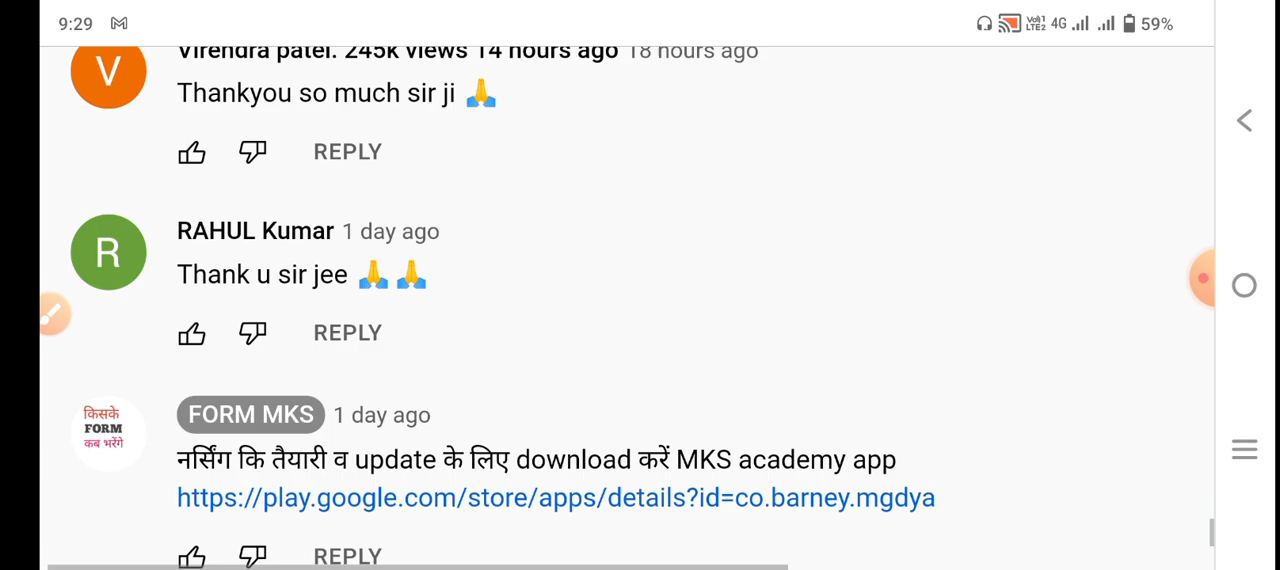 9:29
4G 59%
Virendra patel. 245k views 14 hours ago 18 hours ago
V
Thankyou so much sir ji 🙏
REPLY
RAHUL Kumar 1 day ago
R
Thank u sir jee 🙏🙏
REPLY
FORM MKS 1 day ago
किसके
FORM
कब भरेंगे
नर्सिंग कि तैयारी व update के लिए download करें MKS academy app
https://play.google.com/store/apps/details?id=co.barney.mgdya
REPLY